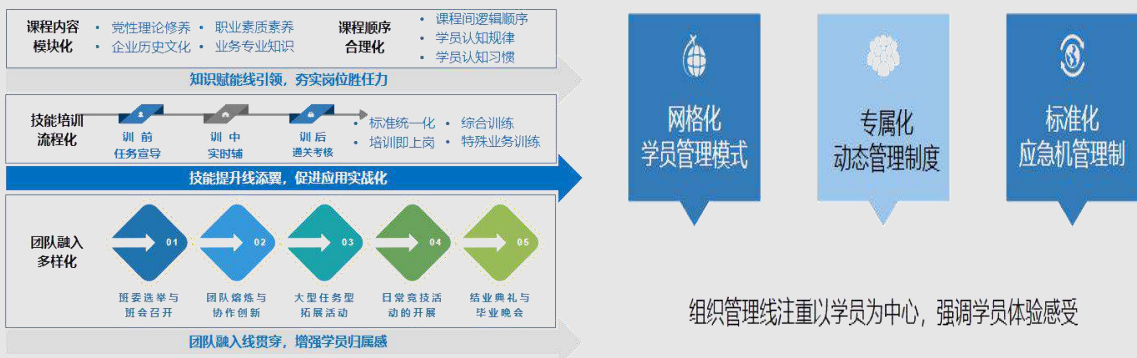 课程内容
模块化
• 党性理论修养
• 职业素质素养
• 企业历史文化
• 业务专业知识
课程顺序
合理化
• 课程间逻辑顺序
• 学员认知规律
• 学员认知习惯
知识赋能线引领，夯实岗位胜任力
技能培训
流程化
训 前
任务宣导
训 中
实时辅
训 后
通关考核
• 标准统一化
• 综合训练
• 培训即上岗
• 特殊业务训练
技能提升线添翼，促进应用实战化
团队融入
多样化
01
02
03
04
05
班委选举与
班会召开
团队熔炼与
协作创新
大型任务型
拓展活动
日常竞技活
动的开展
结业典礼与
毕业晚会
团队融入线贯穿，增强学员归属感
网格化
学员管理模式
专属化
动态管理制度
标准化
应急机管理制
组织管理线注重以学员为中心，强调学员体验感受